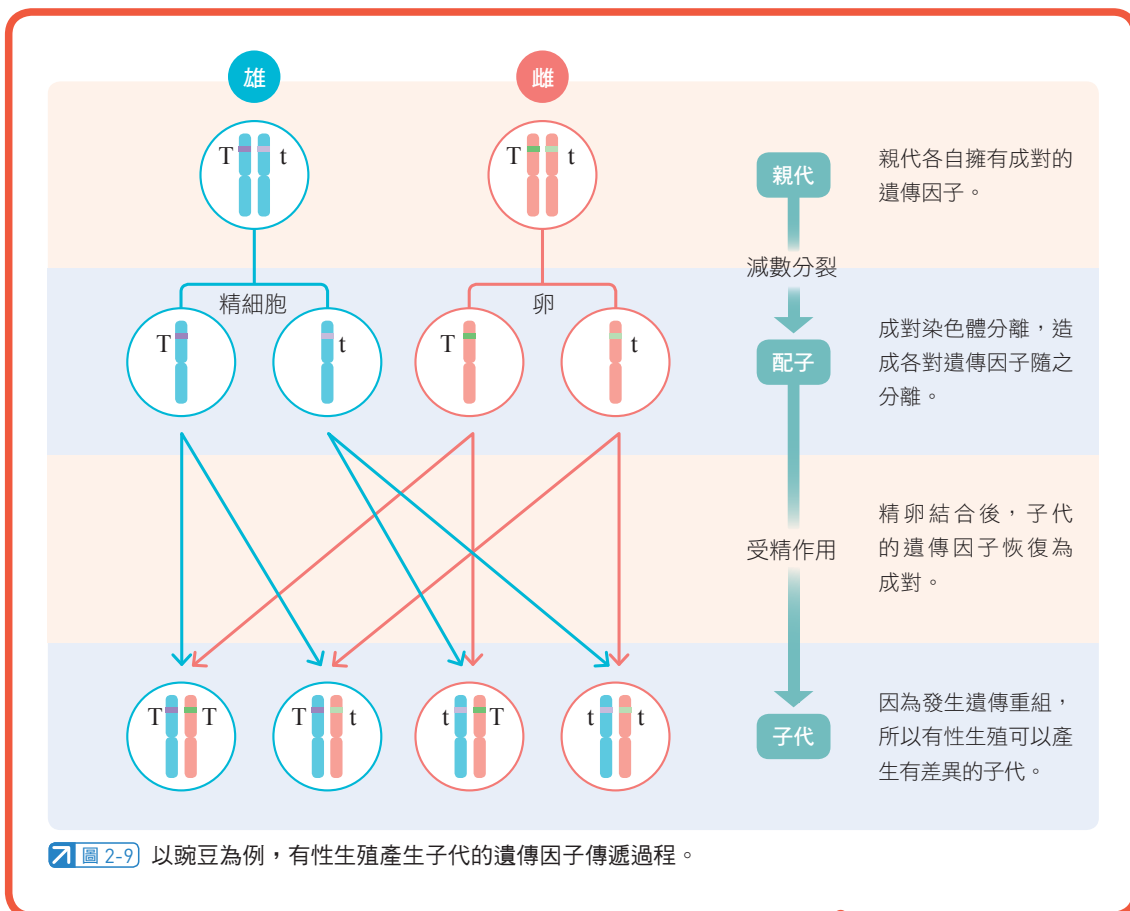 雄
雌
T t
T t
親代
親代各自擁有成對的
遺傳因子。
減數分裂
精細胞
卵
T
t
T
t
配子
成對染色體分離，造
成各對遺傳因子隨之
分離。
受精作用
精卵結合後，子代
的遺傳因子恢復為
成對。
T T
T t
t T
t t
子代
因為發生遺傳重組，
所以有性生殖可以產
生有差異的子代。
圖 2-9 以豌豆為例，有性生殖產生子代的遺傳因子傳遞過程。